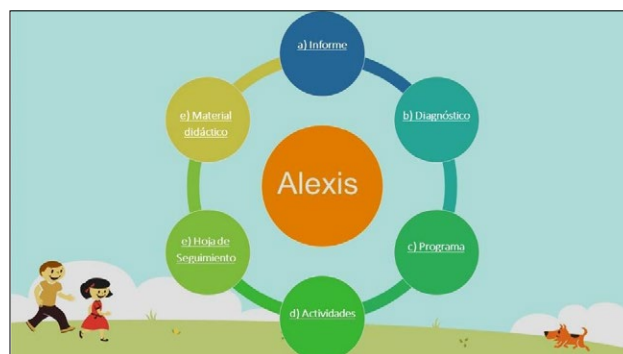 a) Informe
b) Diagnóstico
c) Programa
d) Actividades
e) Hoja de
Seguimiento
e) Material
didáctico
Alexis